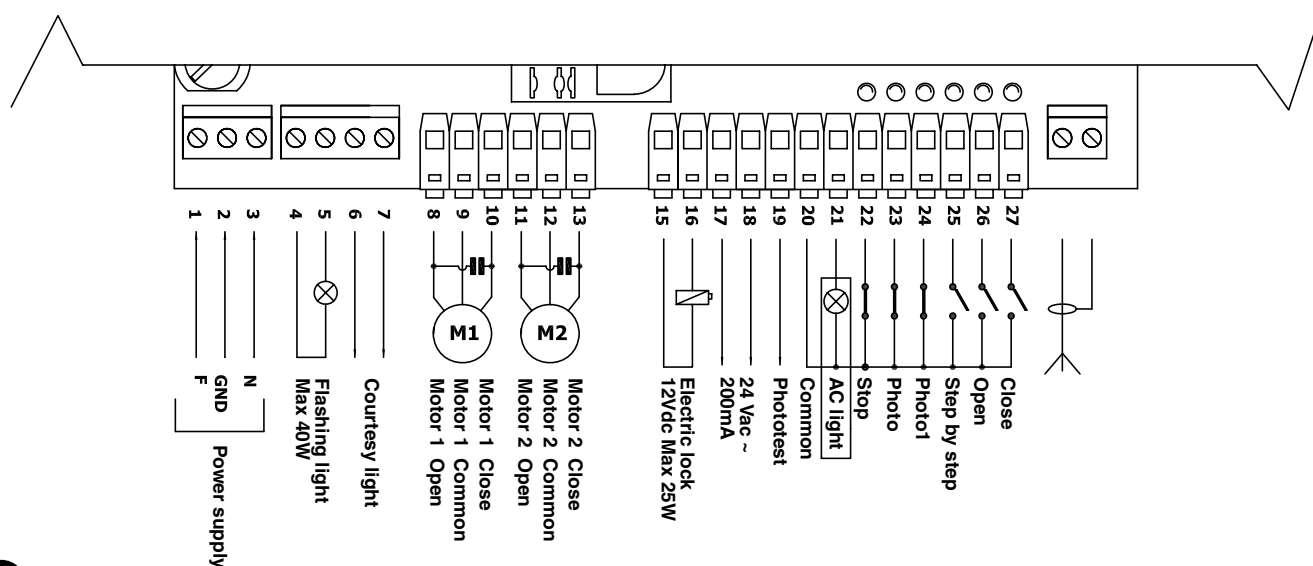 1
2
3
4
5
6
7
8
9
10
11
12
13
15
16
17
18
19
20
21
22
23
24
25
26
27
M1
M2
F
GND
N
Power supply
Flashing light
Max 40W
Courtesy light
Motor 1 Open
Motor 1 Common
Motor 1 Close
Motor 2 Open
Motor 2 Common
Motor 2 Close
Electric lock
12Vdc Max 25W
24 Vac ~
200mA
Phototest
Common
AC light
Stop
Photo
Photo1
Step by step
Open
Close